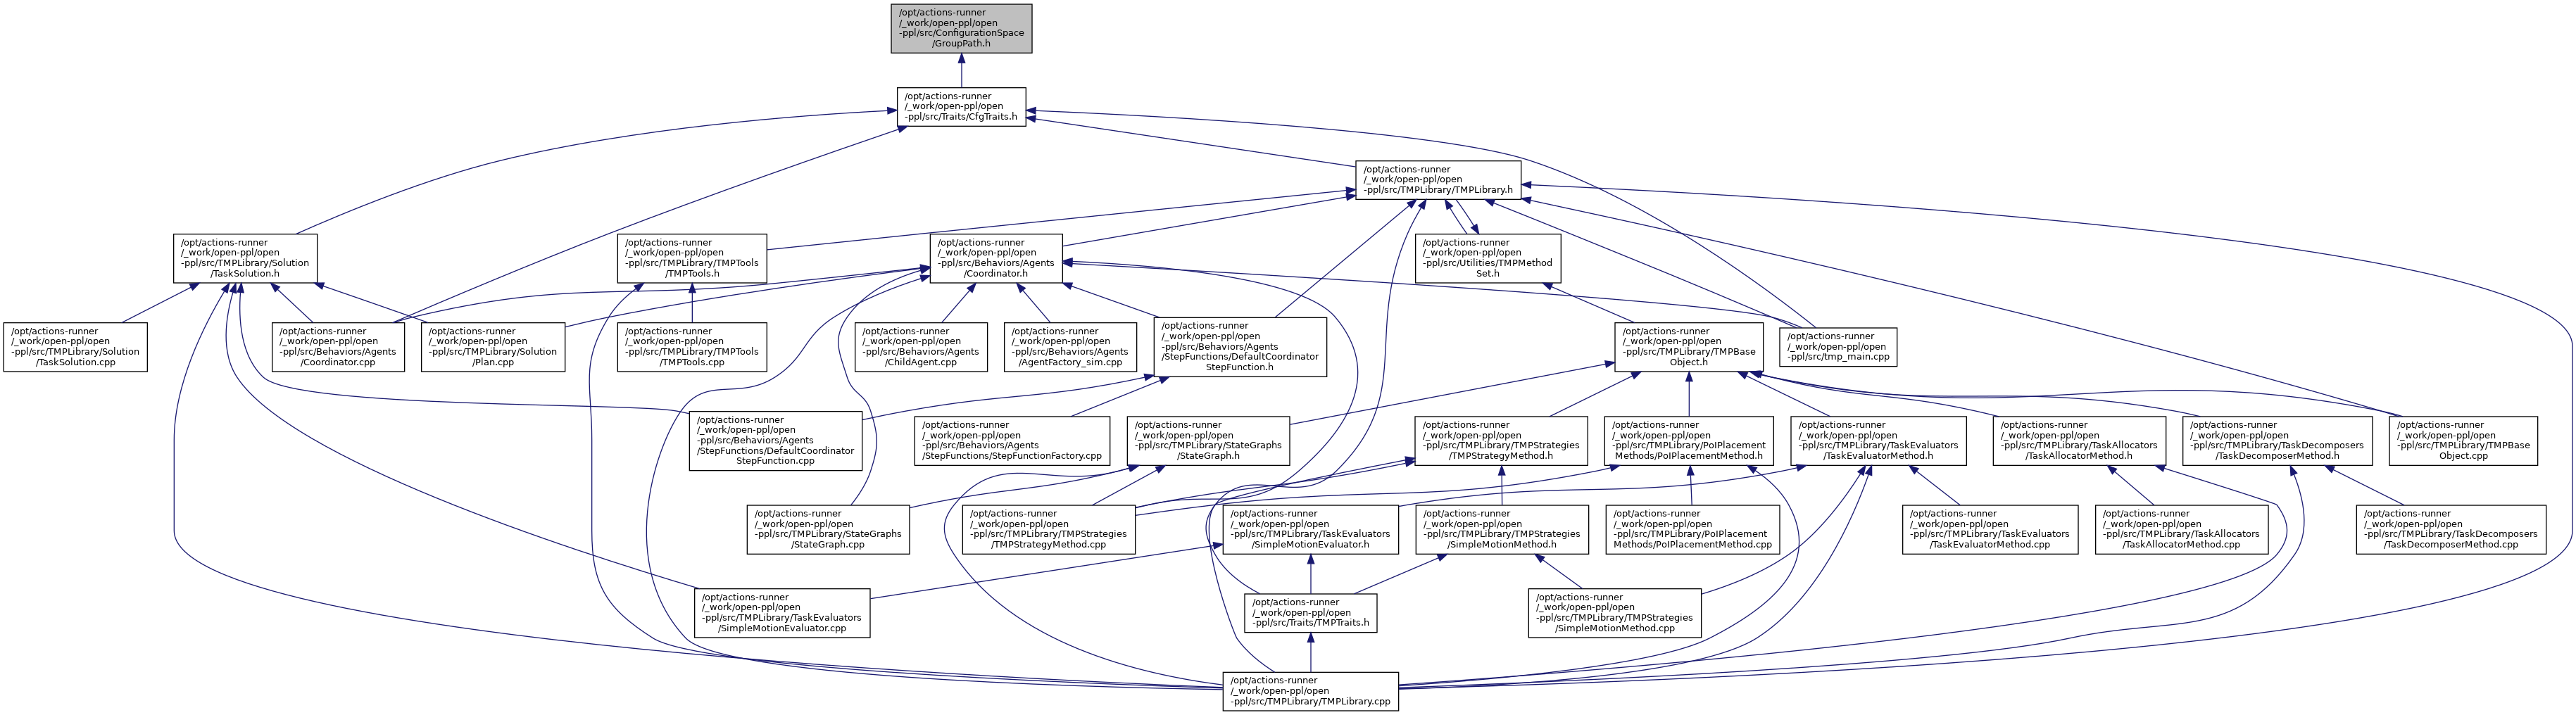 /opt/actions-runner
/_work/open-ppl/open
-ppl/src/ConfigurationSpace
/GroupPath.h
/opt/actions-runner
/_work/open-ppl/open
-ppl/src/Traits/CfgTraits.h
/opt/actions-runner
/_work/open-ppl/open
-ppl/src/TMPLibrary/TMPLibrary.h
/opt/actions-runner
/_work/open-ppl/open
-ppl/src/TMPLibrary/Solution
/TaskSolution.h
/opt/actions-runner
/_work/open-ppl/open
-ppl/src/TMPLibrary/TMPTools
/TMPTools.h
/opt/actions-runner
/_work/open-ppl/open
-ppl/src/Behaviors/Agents
/Coordinator.h
/opt/actions-runner
/_work/open-ppl/open
-ppl/src/Utilities/TMPMethod
Set.h
/opt/actions-runner
/_work/open-ppl/open
-ppl/src/TMPLibrary/Solution
/TaskSolution.cpp
/opt/actions-runner
/_work/open-ppl/open
-ppl/src/Behaviors/Agents
/Coordinator.cpp
/opt/actions-runner
/_work/open-ppl/open
-ppl/src/TMPLibrary/Solution
/Plan.cpp
/opt/actions-runner
/_work/open-ppl/open
-ppl/src/TMPLibrary/TMPTools
/TMPTools.cpp
/opt/actions-runner
/_work/open-ppl/open
-ppl/src/Behaviors/Agents
/ChildAgent.cpp
/opt/actions-runner
/_work/open-ppl/open
-ppl/src/Behaviors/Agents
/AgentFactory_sim.cpp
/opt/actions-runner
/_work/open-ppl/open
-ppl/src/Behaviors/Agents
/StepFunctions/DefaultCoordinator
StepFunction.h
/opt/actions-runner
/_work/open-ppl/open
-ppl/src/TMPLibrary/TMPBase
Object.h
/opt/actions-runner
/_work/open-ppl/open
-ppl/src/tmp_main.cpp
/opt/actions-runner
/_work/open-ppl/open
-ppl/src/Behaviors/Agents
/StepFunctions/DefaultCoordinator
StepFunction.cpp
/opt/actions-runner
/_work/open-ppl/open
-ppl/src/Behaviors/Agents
/StepFunctions/StepFunctionFactory.cpp
/opt/actions-runner
/_work/open-ppl/open
-ppl/src/TMPLibrary/StateGraphs
/StateGraph.h
/opt/actions-runner
/_work/open-ppl/open
-ppl/src/TMPLibrary/TMPStrategies
/TMPStrategyMethod.h
/opt/actions-runner
/_work/open-ppl/open
-ppl/src/TMPLibrary/PoIPlacement
Methods/PoIPlacementMethod.h
/opt/actions-runner
/_work/open-ppl/open
-ppl/src/TMPLibrary/TaskEvaluators
/TaskEvaluatorMethod.h
/opt/actions-runner
/_work/open-ppl/open
-ppl/src/TMPLibrary/TaskAllocators
/TaskAllocatorMethod.h
/opt/actions-runner
/_work/open-ppl/open
-ppl/src/TMPLibrary/TaskDecomposers
/TaskDecomposerMethod.h
/opt/actions-runner
/_work/open-ppl/open
-ppl/src/TMPLibrary/TMPBase
Object.cpp
/opt/actions-runner
/_work/open-ppl/open
-ppl/src/TMPLibrary/StateGraphs
/StateGraph.cpp
/opt/actions-runner
/_work/open-ppl/open
-ppl/src/TMPLibrary/TMPStrategies
/TMPStrategyMethod.cpp
/opt/actions-runner
/_work/open-ppl/open
-ppl/src/TMPLibrary/TaskEvaluators
/SimpleMotionEvaluator.h
/opt/actions-runner
/_work/open-ppl/open
-ppl/src/TMPLibrary/TMPStrategies
/SimpleMotionMethod.h
/opt/actions-runner
/_work/open-ppl/open
-ppl/src/TMPLibrary/PoIPlacement
Methods/PoIPlacementMethod.cpp
/opt/actions-runner
/_work/open-ppl/open
-ppl/src/TMPLibrary/TaskEvaluators
/TaskEvaluatorMethod.cpp
/opt/actions-runner
/_work/open-ppl/open
-ppl/src/TMPLibrary/TaskAllocators
/TaskAllocatorMethod.cpp
/opt/actions-runner
/_work/open-ppl/open
-ppl/src/TMPLibrary/TaskDecomposers
/TaskDecomposerMethod.cpp
/opt/actions-runner
/_work/open-ppl/open
-ppl/src/TMPLibrary/TaskEvaluators
/SimpleMotionEvaluator.cpp
/opt/actions-runner
/_work/open-ppl/open
-ppl/src/Traits/TMPTraits.h
/opt/actions-runner
/_work/open-ppl/open
-ppl/src/TMPLibrary/TMPStrategies
/SimpleMotionMethod.cpp
/opt/actions-runner
/_work/open-ppl/open
-ppl/src/TMPLibrary/TMPLibrary.cpp